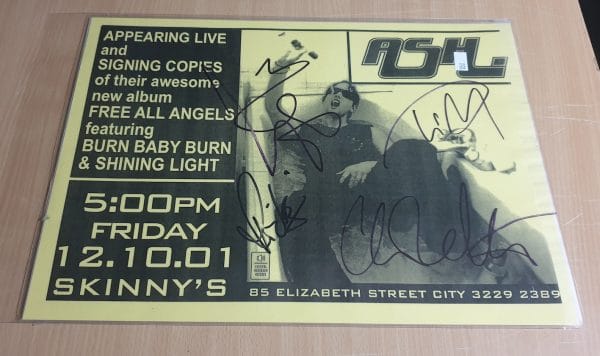 APPEARING LIVE
and
SIGNING COPIES
of their awesome
new album
FREE ALL ANGELS
featuring
BURN BABY BURN
& SHINING LIGHT
ASH.
5:00PM
FRIDAY
12.10.01
SKINNY'S
85 ELIZABETH STREET CITY 3229 2389